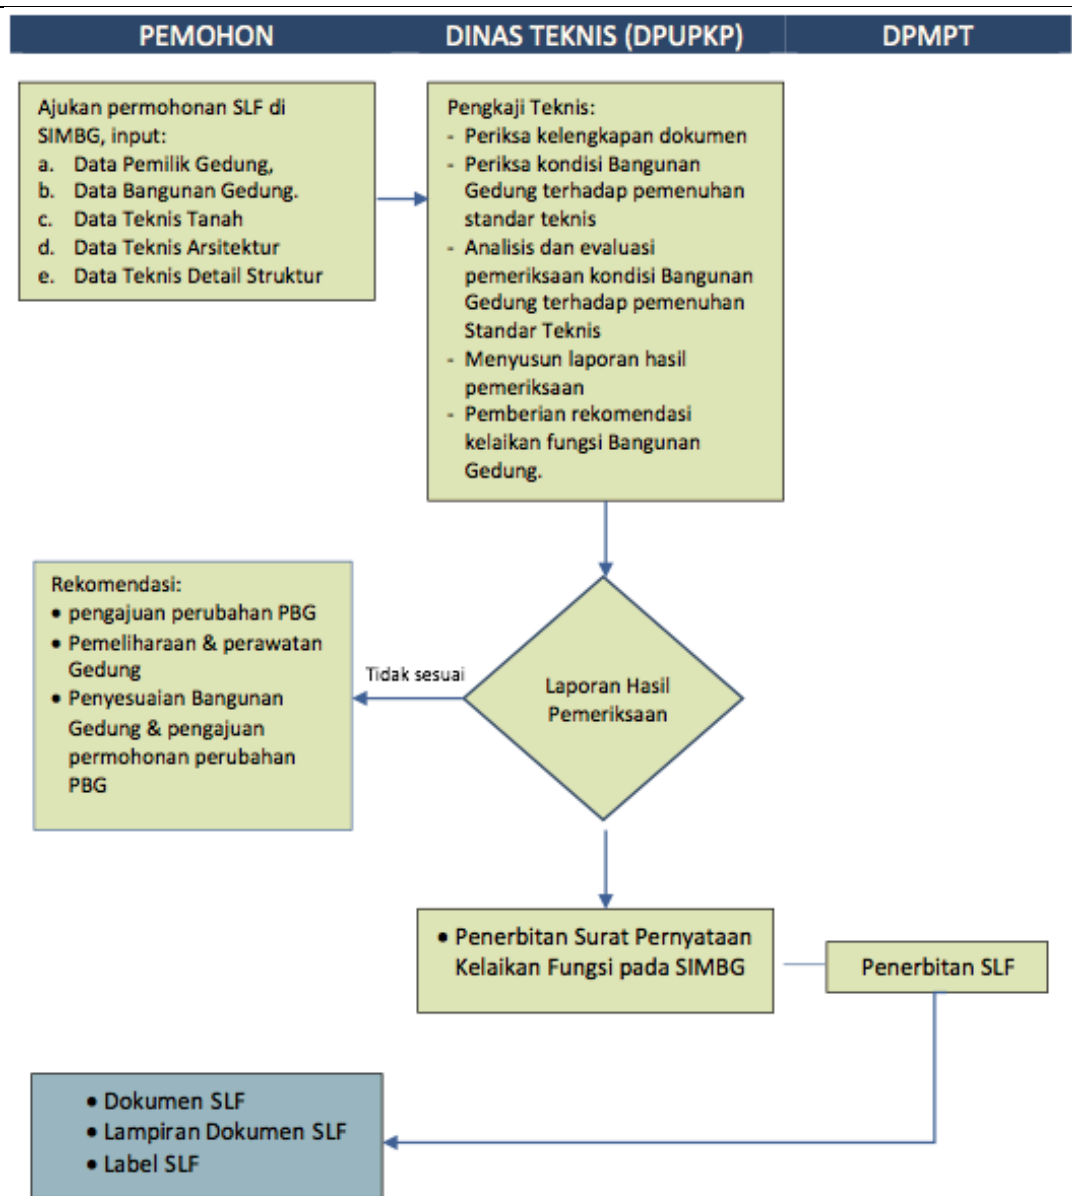 PEMOHON
DINAS TEKNIS (DPUPKP)
DPMPT
Ajukan permohonan SLF di
SIMBG, input:
a. Data Pemilik Gedung,
b. Data Bangunan Gedung.
c. Data Teknis Tanah
d. Data Teknis Arsitektur
e. Data Teknis Detail Struktur
Pengkaji Teknis:
- Periksa kelengkapan dokumen
- Periksa kondisi Bangunan
Gedung terhadap pemenuhan
standar teknis
- Analisis dan evaluasi
pemeriksaan kondisi Bangunan
Gedung terhadap pemenuhan
Standar Teknis
- Menyusun laporan hasil
pemeriksaan
- Pemberian rekomendasi
kelaikan fungsi Bangunan
Gedung.
Rekomendasi:
• pengajuan perubahan PBG
• Pemeliharaan & perawatan
Gedung
• Penyesuaian Bangunan
Gedung & pengajuan
permohonan perubahan
PBG
Tidak sesuai
Laporan Hasil
Pemeriksaan
• Penerbitan Surat Pernyataan
Kelaikan Fungsi pada SIMBG
Penerbitan SLF
• Dokumen SLF
• Lampiran Dokumen SLF
• Label SLF